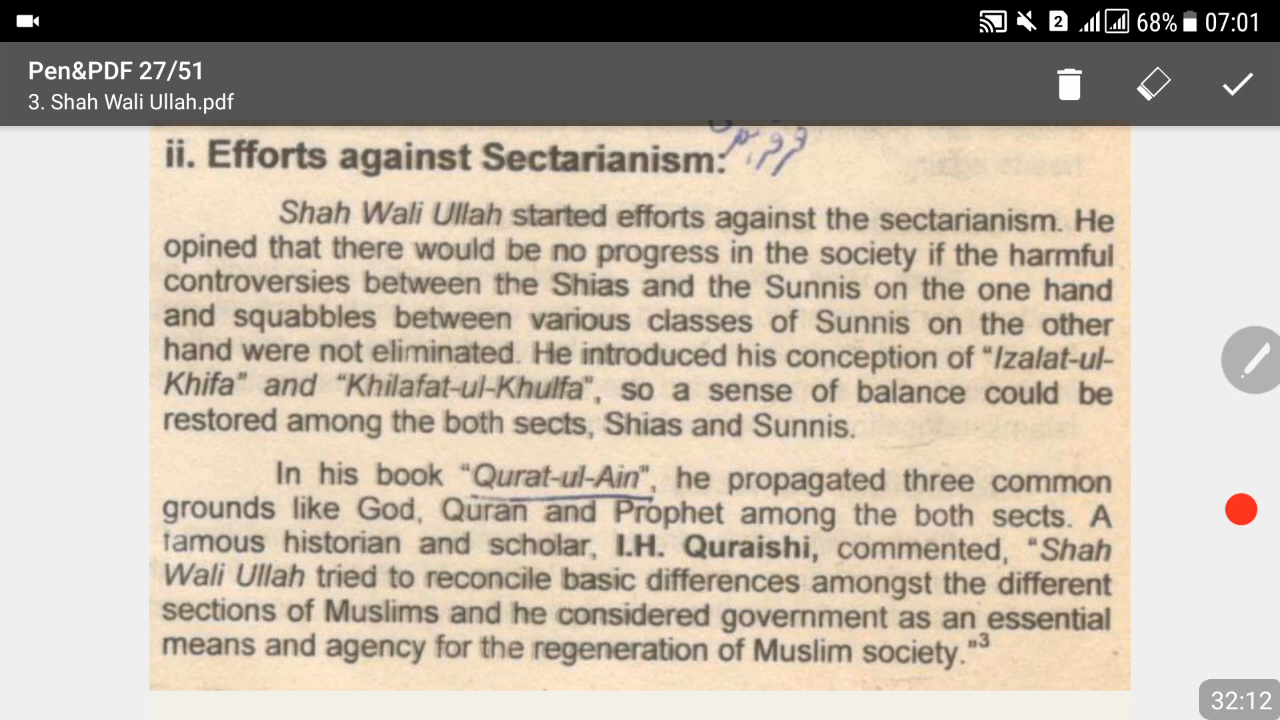 2 68% 07:01
Pen&PDF 27/51
3. Shah Wali Ullah.pdf
ii. Efforts against Sectarianism:
Shah Wali Ullah started efforts against the sectarianism. He
opined that there would be no progress in the society if the harmful
controversies between the Shias and the Sunnis on the one hand
and squabbles between various classes of Sunnis on the other
hand were not eliminated. He introduced his conception of “Izalat-ul-
Khifa” and “Khilafat-ul-Khulfa”, so a sense of balance could be
restored among the both sects, Shias and Sunnis.
In his book “Qurat-ul-Ain”, he propagated three common
grounds like God, Quran and Prophet among the both sects. A
famous historian and scholar, I.H. Quraishi, commented, “Shah
Wali Ullah tried to reconcile basic differences amongst the different
sections of Muslims and he considered government as an essential
means and agency for the regeneration of Muslim society.”3
32:12